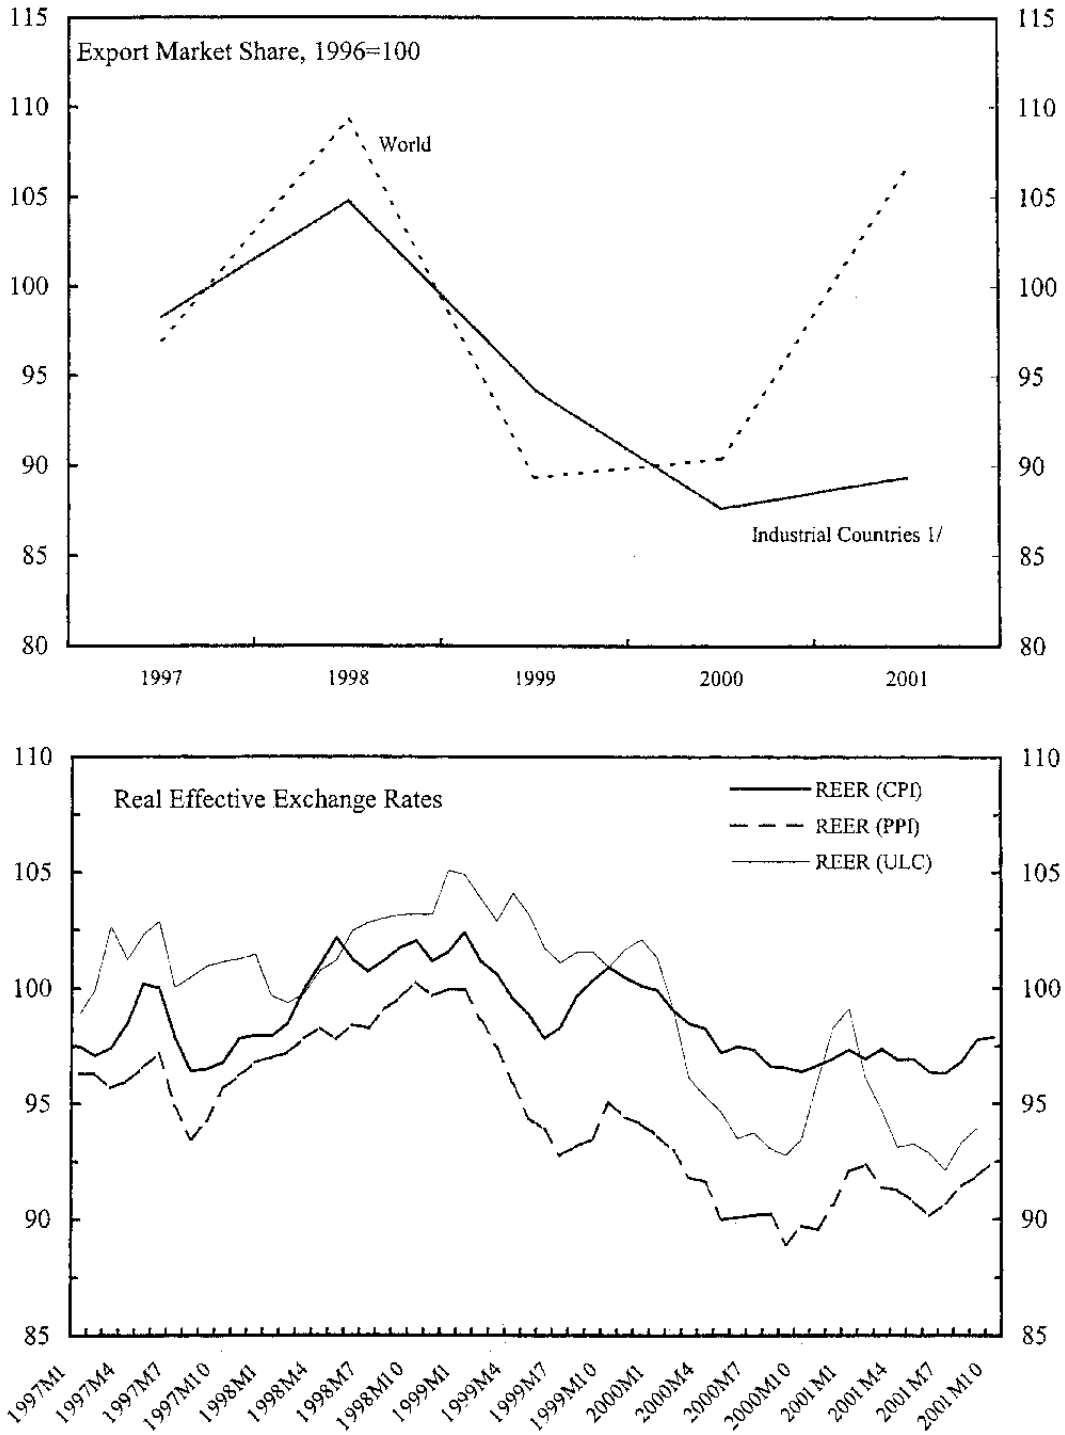 115 115
Export Market Share, 1996=100
110 110
World
105 105
100 100
95 95
90 90
Industrial Countries 1/
85 85
80 80
1997 1998 1999 2000 2001
110 110
Real Effective Exchange Rates
REER (CPI)
REER (PPI)
REER (ULC)
105 105
100 100
95 95
90 90
85 85
1997M1 1997M4 1997M7 1997M10 1998M1 1998M4 1998M7 1998M10 1999M1 1999M4 1999M7 1999M10 2000M1 2000M4 2000M7 2000M10 2001M1 2001M4 2001M7 2001M10